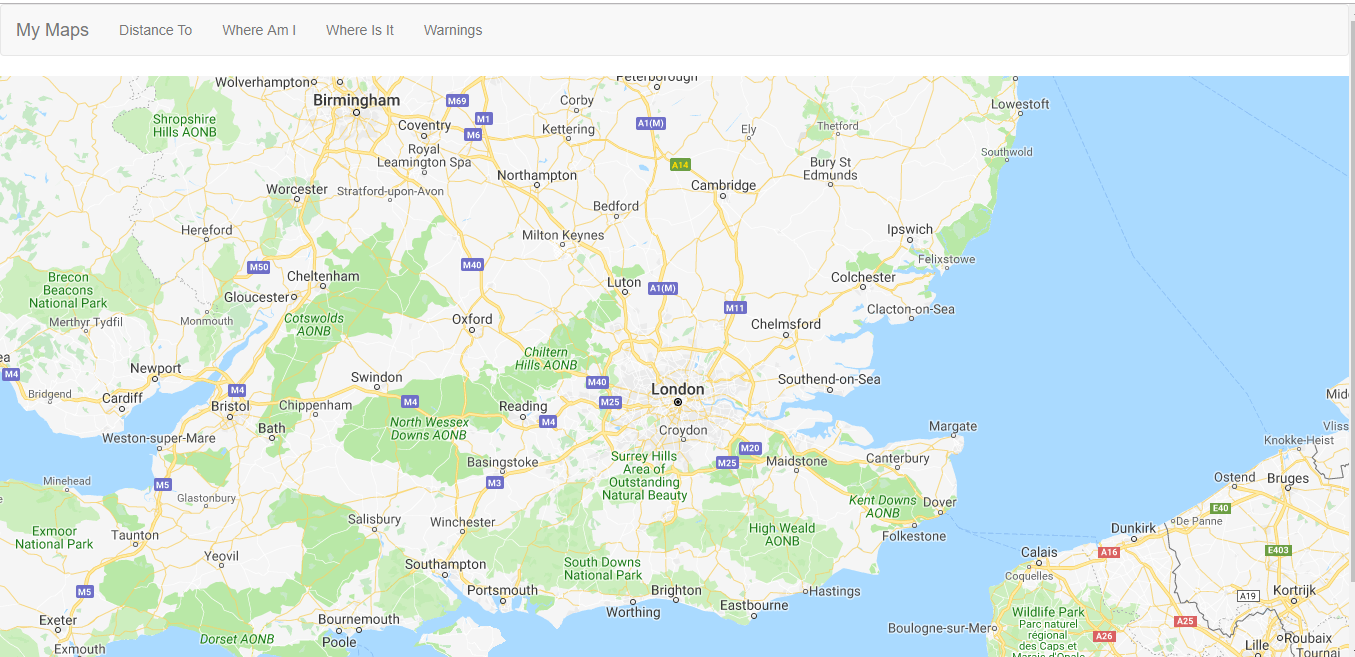 My Maps Distance To Where Am I Where Is It Warnings
Wolverhampton
Peterborough
Birmingham
M69
Corby
Lowestoft
Shropshire
Hills AONB
M1
Coventry
M6
Kettering
A1(M)
Ely
Thetford
Royal
Leamington Spa
Southwold
A14
Bury St
Edmunds
Northampton
Cambridge
Worcester
Stratford-upon-Avon
Bedford
Hereford
Milton Keynes
Ipswich
M50
M40
Felixstowe
Brecon
Beacons
National Park
Cheltenham
Luton
A1(M)
Colchester
Gloucester
M11
Clacton-on-Sea
Merthyr Tydfil
Monmouth
Cotswolds
AONB
Oxford
Chelmsford
ea
Chiltern
Hills AONB
M4
Newport
Swindon
M40
London
Southend-on-Sea
Bridgend
Cardiff
M4
Bristol
Chippenham
M4
Reading
M25
Mid
Bath
North Wessex
Downs AONB
M4
Croydon
Margate
Vliss
Weston-super-Mare
Knokke-Heist
M20
Surrey Hills
Area of
Outstanding
Natural Beauty
M25
Maidstone
Canterbury
Basingstoke
Minehead
M5
M3
Ostend
Bruges
Glastonbury
Kent Downs
AONB
Dover
E40
Exmoor
National Park
Taunton
Salisbury
Winchester
High Weald
AONB
Folkestone
Dunkirk
De Panne
Yeovil
Calais
A16
E403
Southampton
South Downs
National Park
Coquelles
M5
Portsmouth
Brighton
Hastings
A19
Kortrijk
Worthing
Eastbourne
Exeter
Bournemouth
Wildlife Park
Parc naturel
régional
des Caps et
Marais d'Opale
A25
Boulogne-sur-Mer
A26
Dorset AONB
Poole
Roubaix
Exmouth
Lille
Tournai